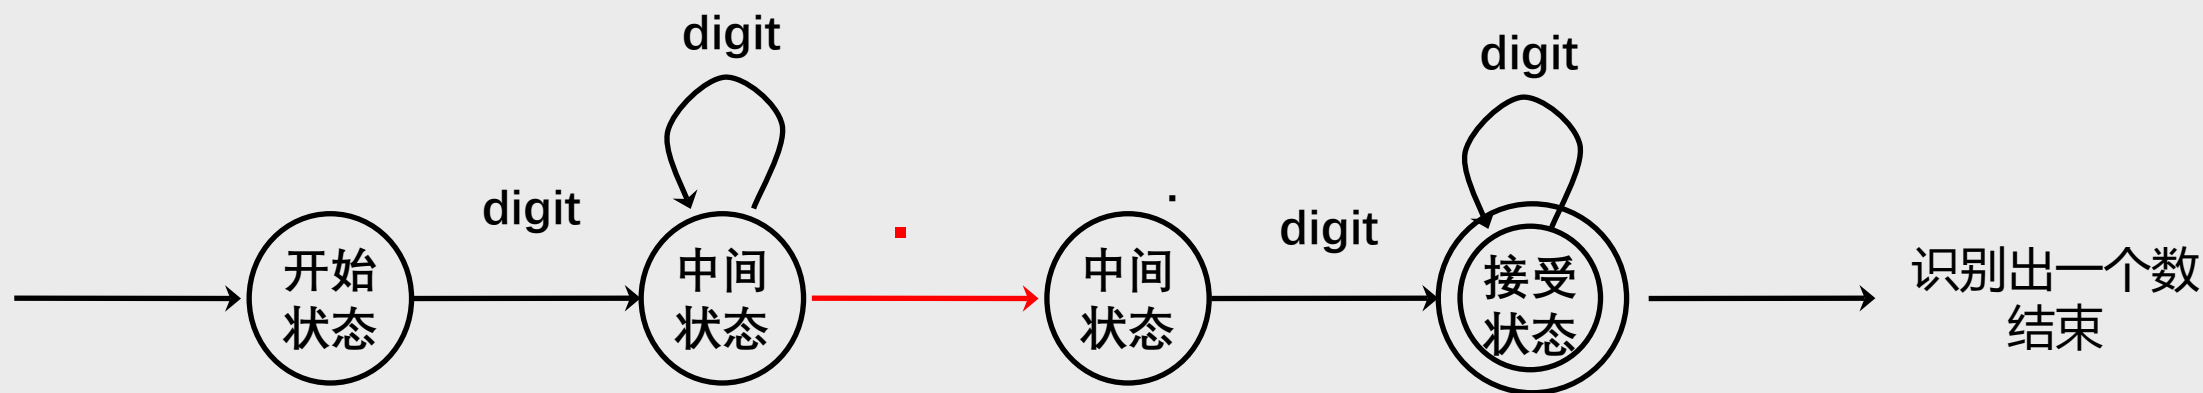 digit
digit
digit
.
.
digit
开始
状态
中间
状态
中间
状态
接受
状态
识别出一个数
结束